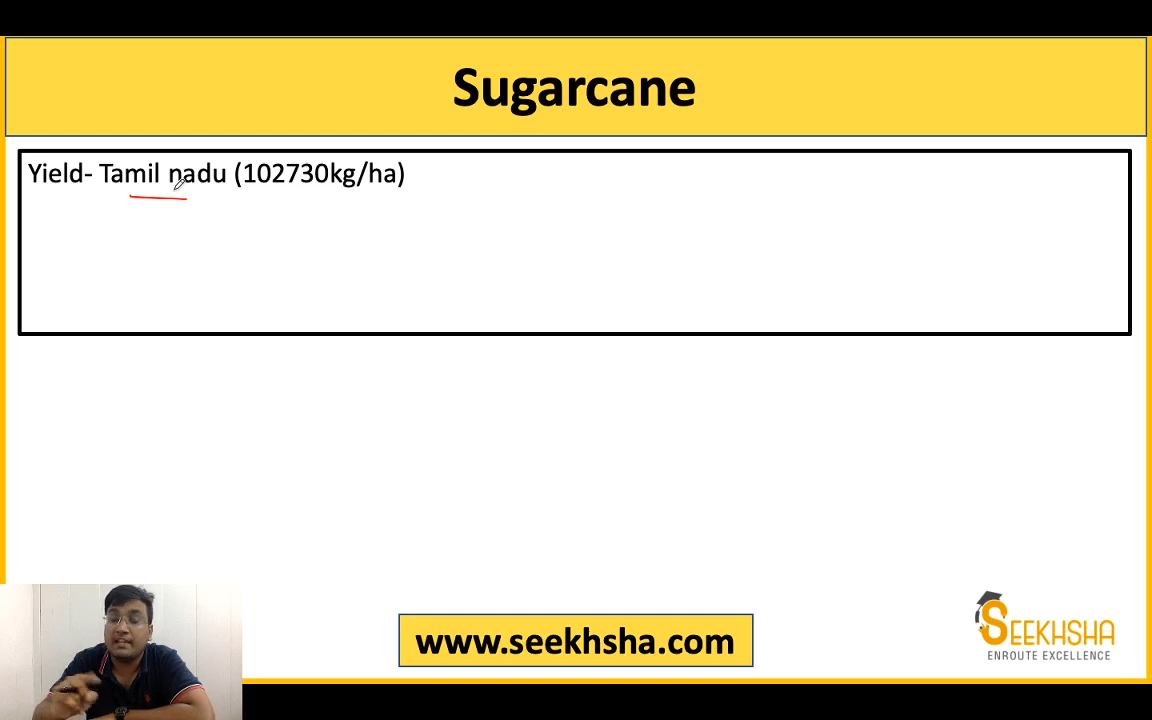 Sugarcane
Yield- Tamil nadu (102730kg/ha)
www.seekhsha.com
SEEKHSHA
ENROUTE EXCELLENCE